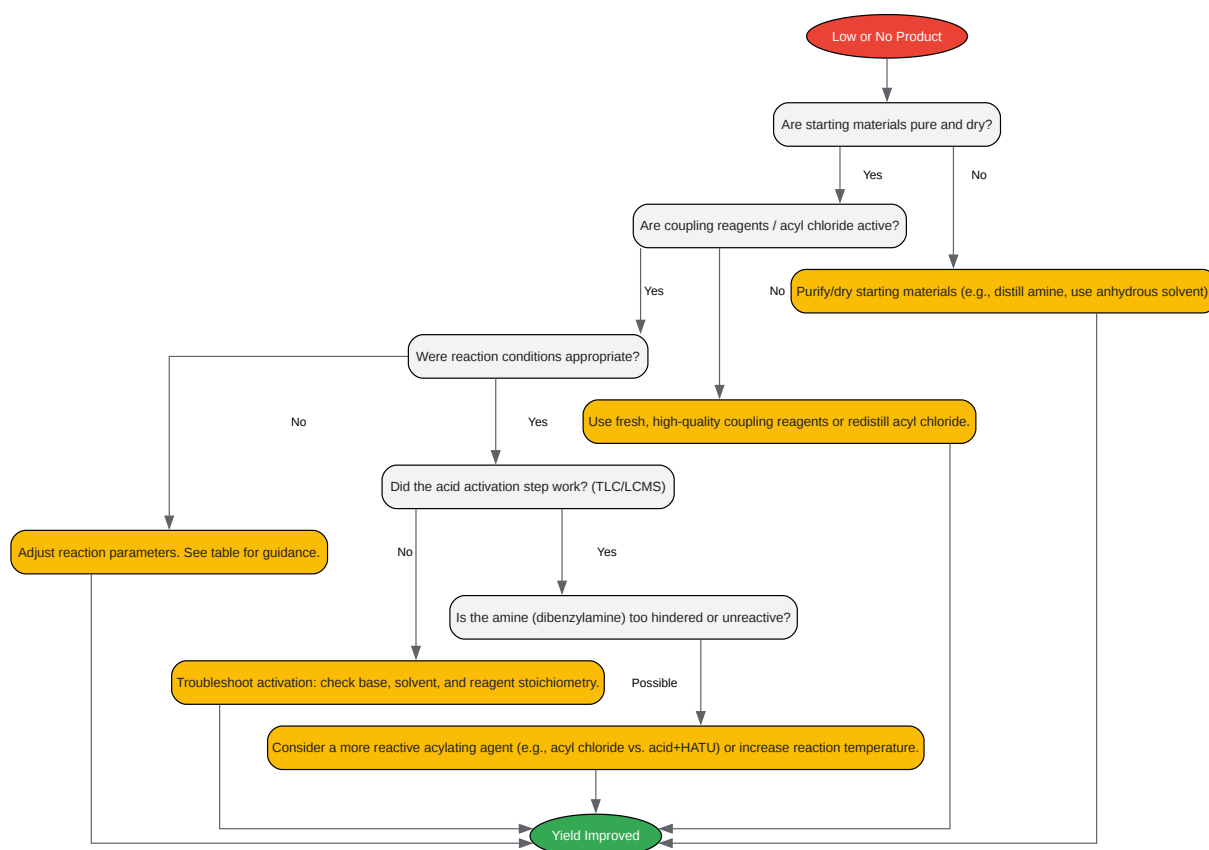 Low or No Product
Are starting materials pure and dry?
Yes
No
Are coupling reagents / acyl chloride active?
Yes
No
Purify/dry starting materials (e.g., distill amine, use anhydrous solvent)
Were reaction conditions appropriate?
No
Yes
Use fresh, high-quality coupling reagents or redistill acyl chloride.
Did the acid activation step work? (TLC/LCMS)
Adjust reaction parameters. See table for guidance.
No
Yes
Is the amine (dibenzylamine) too hindered or unreactive?
Troubleshoot activation: check base, solvent, and reagent stoichiometry.
Possible
Consider a more reactive acylating agent (e.g., acyl chloride vs. acid+HATU) or increase reaction temperature.
Yield Improved